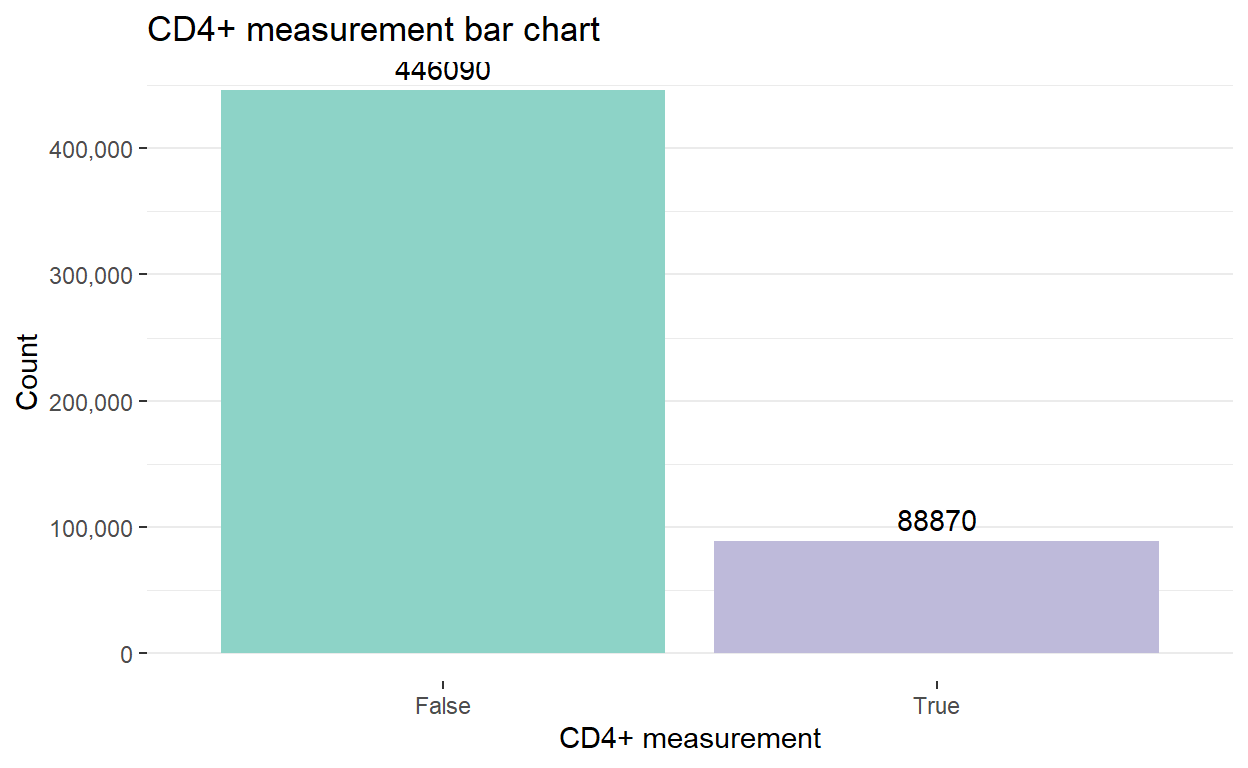 CD4+ measurement bar chart
446090
400,000
300,000
200,000
100,000
0
Count
88870
False
True
CD4+ measurement